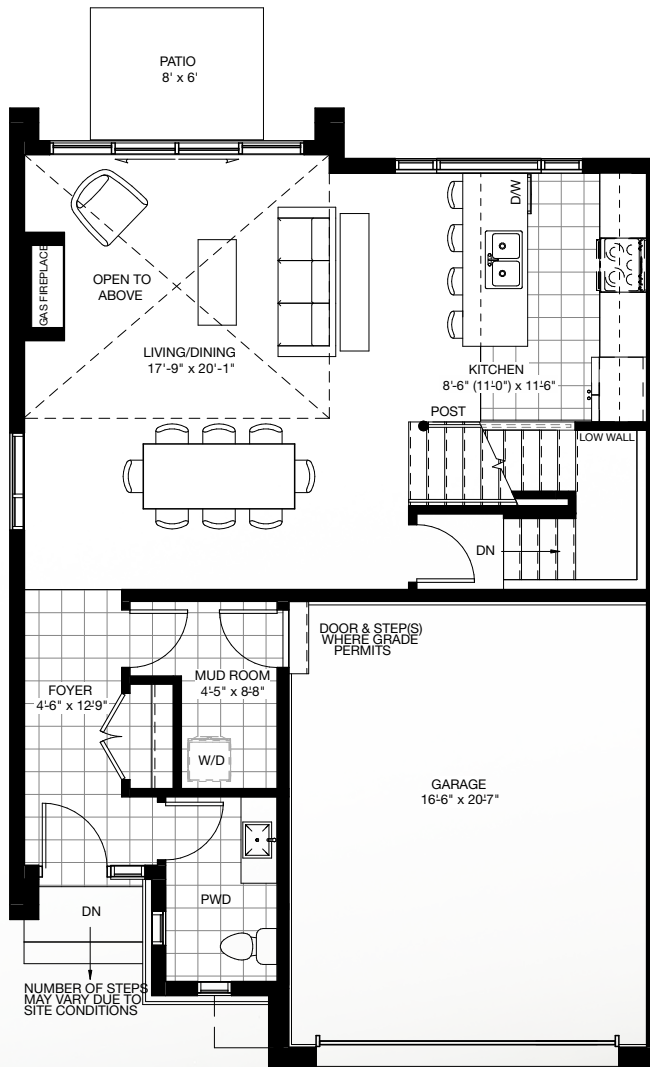 PATIO
8' x 6'
D/W
GAS FIREPLACE
OPEN TO
ABOVE
LIVING/DINING
17'-9" x 20'-1"
KITCHEN
8'-6" (11'-0") x 11'-6"
POST
LOW WALL
DN
DOOR & STEP(S)
WHERE GRADE
PERMITS
MUD ROOM
4'-5" x 8'-8"
FOYER
4'-6" x 12'-9"
W/D
GARAGE
16'-6" x 20'-7"
PWD
DN
NUMBER OF STEPS
MAY VARY DUE TO
SITE CONDITIONS